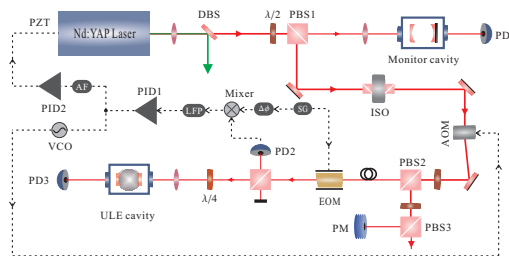 DBS
λ/2
PBS1
PZT
Nd:YAP Laser
PD
Monitor cavity
AF
PID1
Mixer
PID2
LFP
Δϕ
SG
ISO
AOM
VCO
PD2
PBS2
PD3
ULE cavity
λ/4
EOM
PM
PBS3